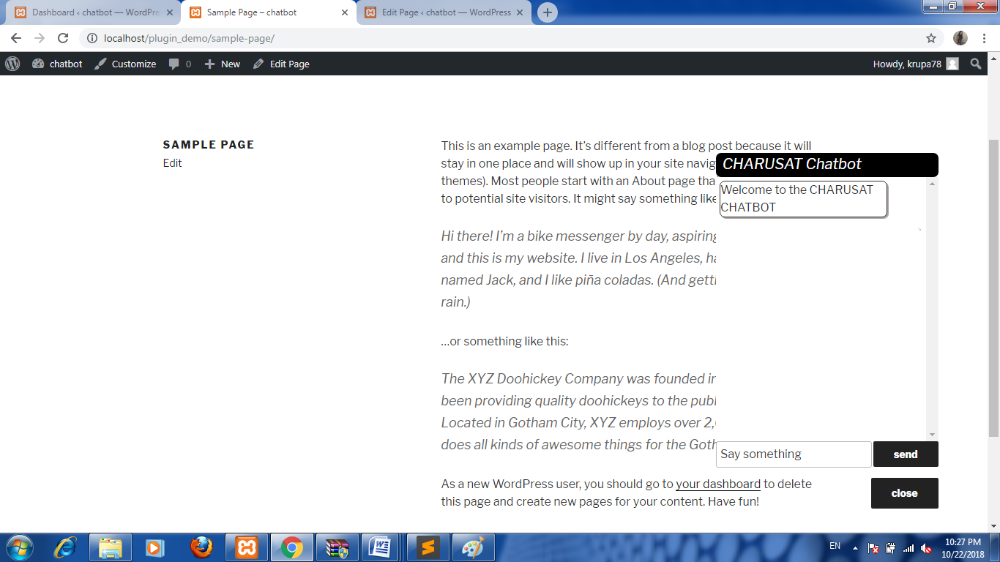 Dashboard ‹ chatbot — WordPre
Sample Page – chatbot
Edit Page ‹ chatbot — WordPress
localhost/plugin_demo/sample-page/
chatbot
Customize
0
New
Edit Page
Howdy, krupa78
SAMPLE PAGE
Edit
This is an example page. It's different from a blog post because it will
stay in one place and will show up in your site navig
themes). Most people start with an About page tha
to potential site visitors. It might say something like
Hi there! I'm a bike messenger by day, aspiring
and this is my website. I live in Los Angeles, ha
named Jack, and I like piña coladas. (And getti
rain.)
…or something like this:
The XYZ Doohickey Company was founded in
been providing quality doohickeys to the publ
Located in Gotham City, XYZ employs over 2,
does all kinds of awesome things for the Goth
As a new WordPress user, you should go to your dashboard to delete
this page and create new pages for your content. Have fun!
CHARUSAT Chatbot
Welcome to the CHARUSAT
CHATBOT
Say something
send
close
EN
10:27 PM
10/22/2018